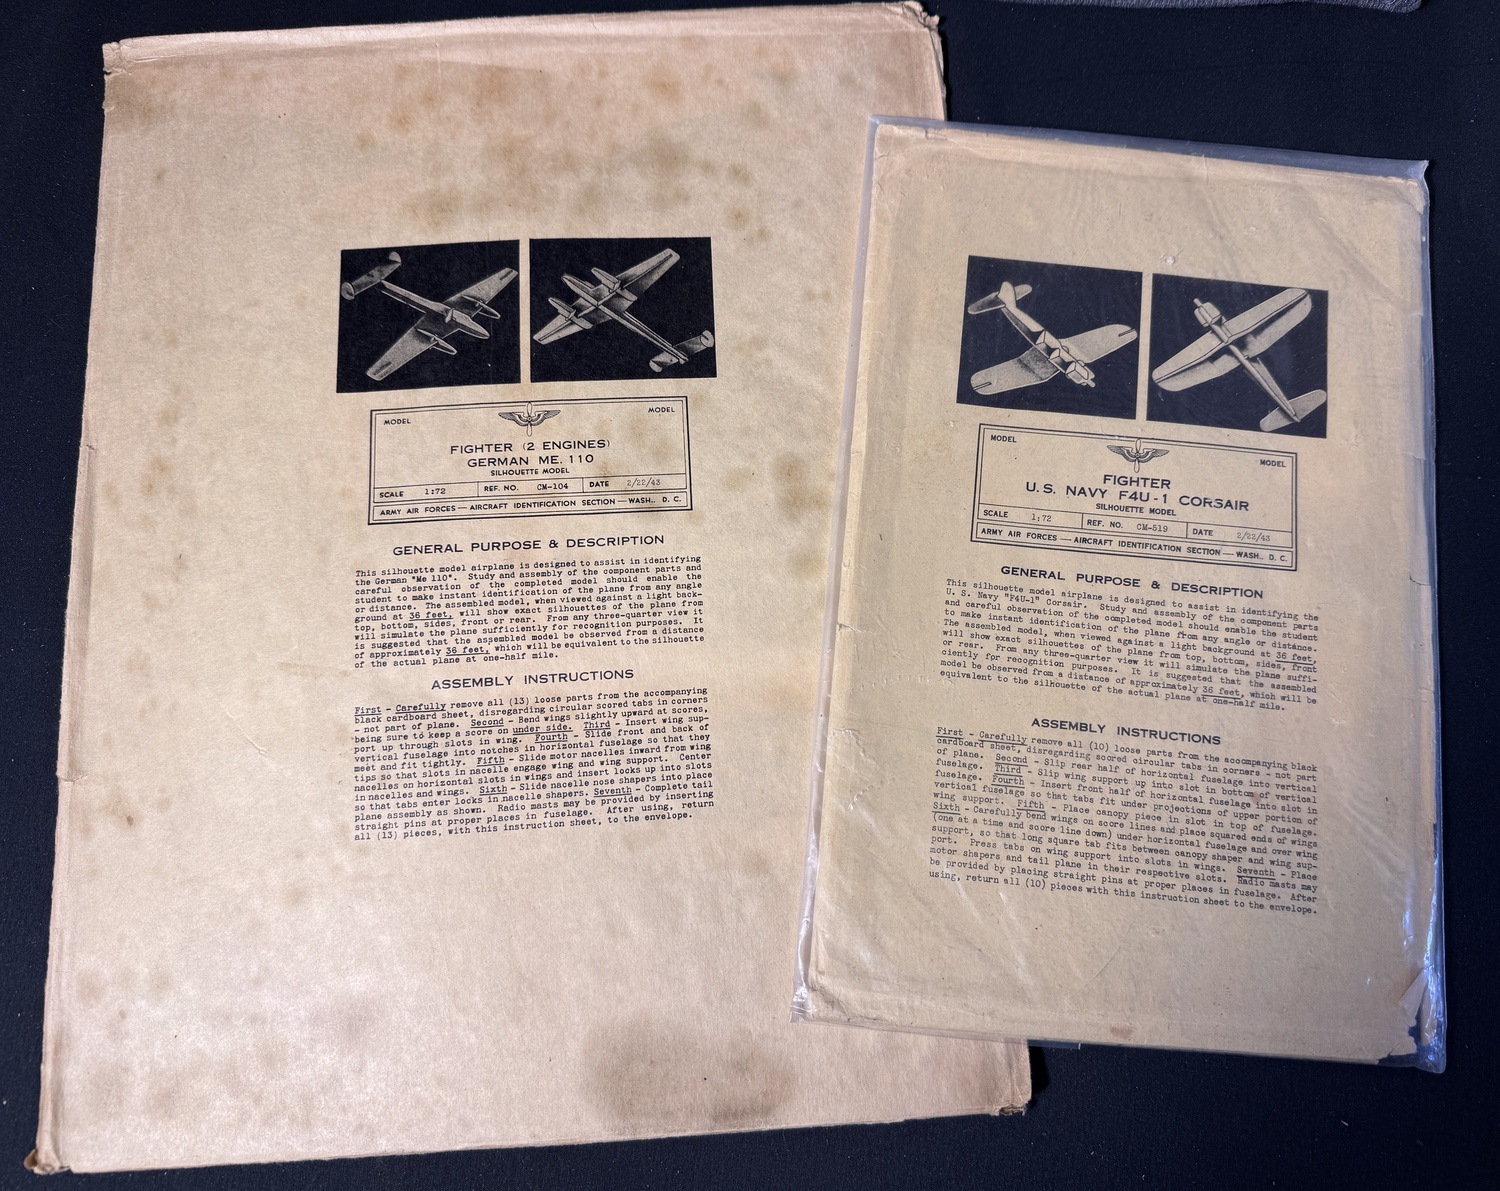 MODEL
MODEL
FIGHTER (2 ENGINES)
GERMAN ME. 110
SILHOUETTE MODEL
SCALE 1:72 REF. NO. CM-104 DATE 2/22/43
ARMY AIR FORCES — AIRCRAFT IDENTIFICATION SECTION — WASH., D. C.
GENERAL PURPOSE & DESCRIPTION
This silhouette model airplane is designed to assist in identifying
the German "Me 110". Study and assembly of the component parts and
careful observation of the completed model should enable the
student to make instant identification of the plane from any angle
or distance. The assembled model, when viewed against a light back-
ground at 36 feet, will show exact silhouettes of the plane from
top, bottom, sides, front or rear. From any three-quarter view it
will simulate the plane sufficiently for recognition purposes. It
is suggested that the assembled model be observed from a distance
of approximately 36 feet, which will be equivalent to the silhouette
of the actual plane at one-half mile.
ASSEMBLY INSTRUCTIONS
First - Carefully remove all (13) loose parts from the accompanying
black cardboard sheet, disregarding circular scored tabs in corners
- not part of plane. Second - Bend wings slightly upward at scores,
being sure to keep a score on under side. Third - Insert wing sup-
port up through slots in wing. Fourth - Slide front and back of
vertical fuselage into notches in horizontal fuselage so that they
meet and fit tightly. Fifth - Slide motor nacelles inward from wing
tips so that slots in nacelle engage wing and wing support. Center
nacelles on horizontal slots in wings and insert locks up into slots
in nacelles and wings. Sixth - Slide nacelle nose shapers into place
so that tabs enter locks in nacelle shapers. Seventh - Complete tail
plane assembly as shown. Radio masts may be provided by inserting
straight pins at proper places in fuselage. After using, return
all (13) pieces, with this instruction sheet, to the envelope.
MODEL
MODEL
FIGHTER
U. S. NAVY F4U-1 CORSAIR
SILHOUETTE MODEL
SCALE 1:72 REF. NO. CM-519 DATE 2/22/43
ARMY AIR FORCES — AIRCRAFT IDENTIFICATION SECTION — WASH., D. C.
GENERAL PURPOSE & DESCRIPTION
This silhouette model airplane is designed to assist in identifying the
U. S. Navy "F4U-1" Corsair. Study and assembly of the component parts
and careful observation of the completed model should enable the student
to make instant identification of the plane from any angle or distance.
The assembled model, when viewed against a light background at 36 feet,
will show exact silhouettes of the plane from top, bottom, sides, front
or rear. From any three-quarter view it will simulate the plane suffi-
ciently for recognition purposes. It is suggested that the assembled
model be observed from a distance of approximately 36 feet, which will be
equivalent to the silhouette of the actual plane at one-half mile.
ASSEMBLY INSTRUCTIONS
First - Carefully remove all (10) loose parts from the accompanying black
cardboard sheet, disregarding scored circular tabs in corners - not part
of plane. Second - Slip rear half of horizontal fuselage into vertical
fuselage. Third - Slip wing support up into slot in bottom of vertical
fuselage. Fourth - Insert front half of horizontal fuselage into slot in
vertical fuselage so that tabs fit under projections of upper portion of
wing support. Fifth - Place canopy piece in slot in top of fuselage.
Sixth - Carefully bend wings on score lines and place squared ends of wings
(one at a time and score line down) under horizontal fuselage and over wing
support, so that long square tab fits between canopy shaper and wing sup-
port. Press tabs on wing support into slots in wings. Seventh - Place
motor shapers and tail plane in their respective slots. Radio masts may
be provided by placing straight pins at proper places in fuselage. After
using, return all (10) pieces with this instruction sheet to the envelope.